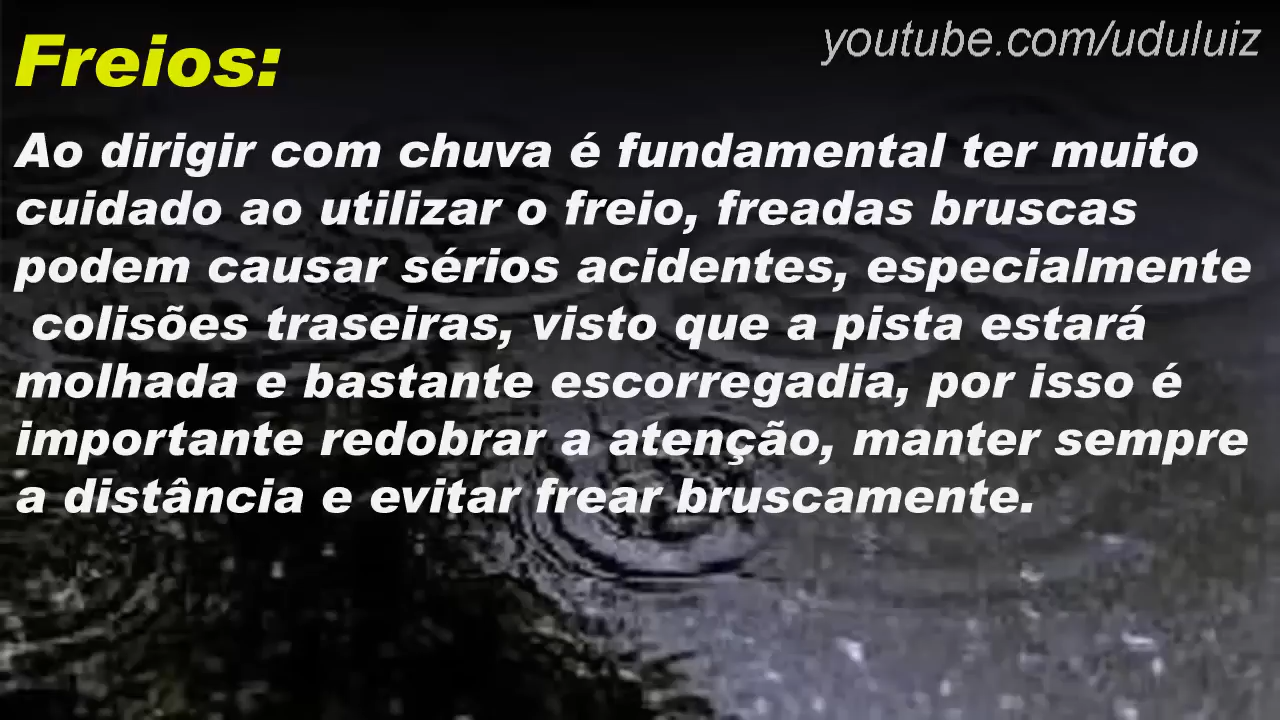 youtube.com/uduluiz
Freios:
Ao dirigir com chuva é fundamental ter muito
cuidado ao utilizar o freio, freadas bruscas
podem causar sérios acidentes, especialmente
colisões traseiras, visto que a pista estará
molhada e bastante escorregadia, por isso é
importante redobrar a atenção, manter sempre
a distância e evitar frear bruscamente.